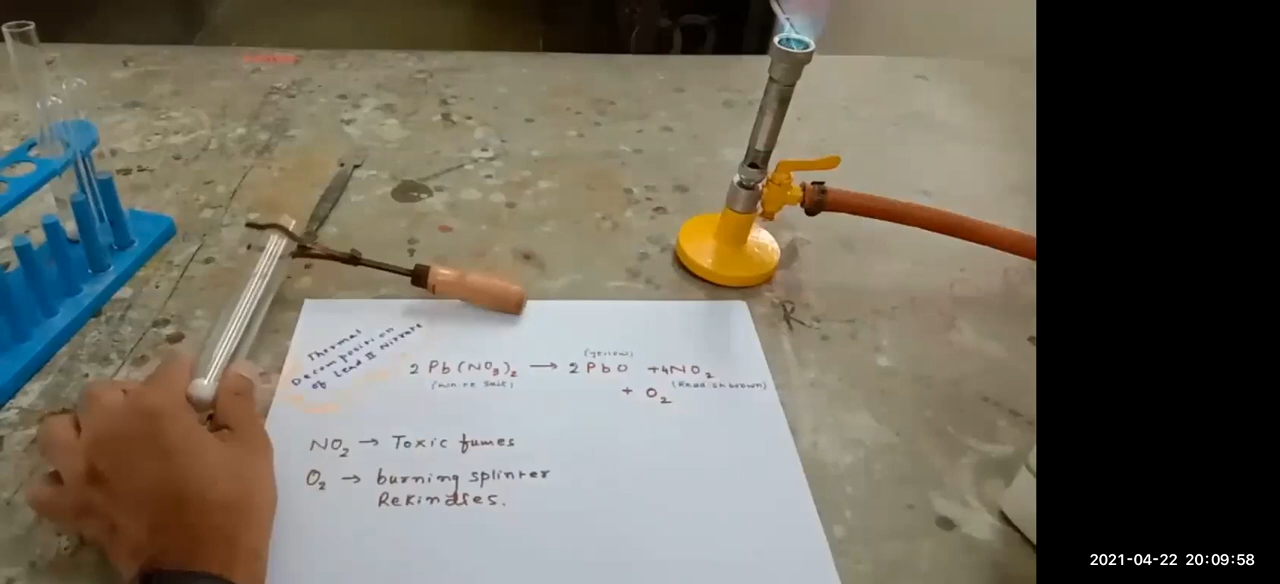 Thermal
Decomposition
of Lead II Nitrate
2 Pb(NO3)2 → 2 PbO +4NO2
(yellow)
(white salt)
(Readish brown)
+ O2
NO2 → Toxic fumes
O2 → burning splinter
Rekindles.
2021-04-22 20:09:58